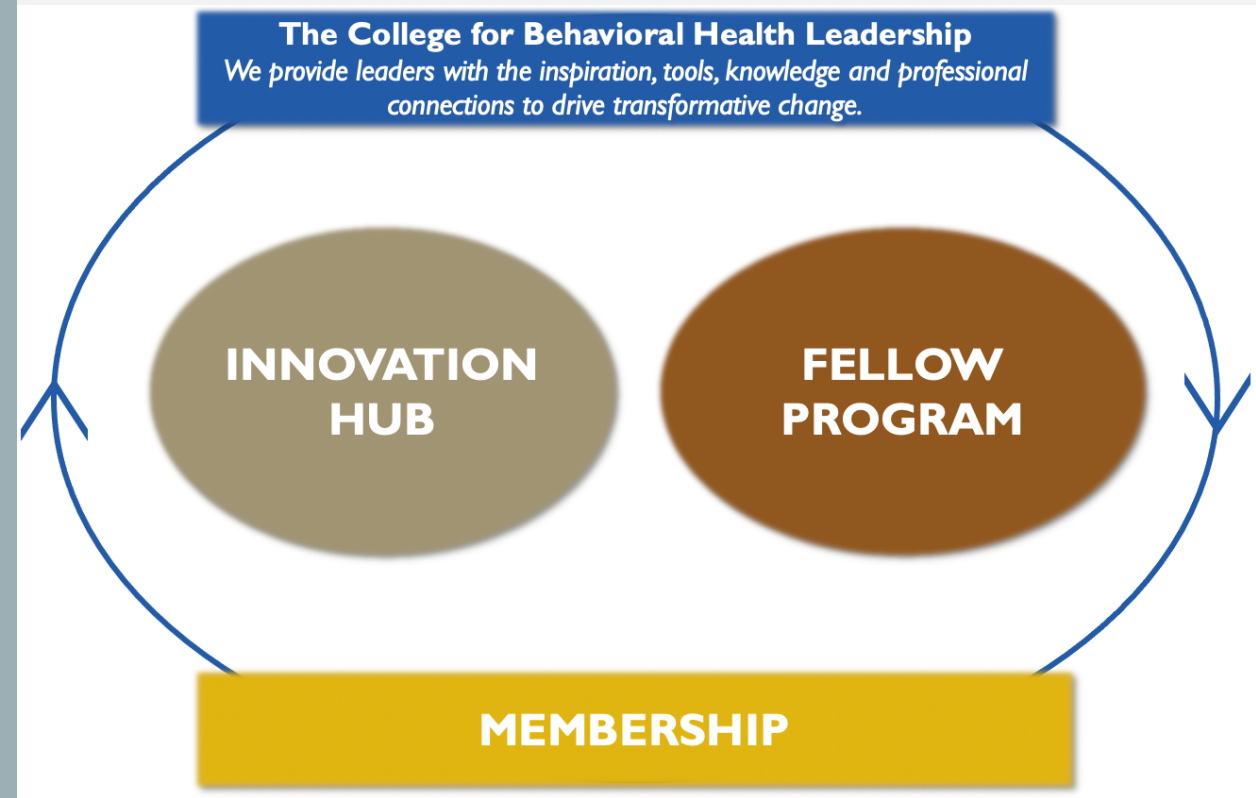 The College for Behavioral Health Leadership
We provide leaders with the inspiration, tools, knowledge and professional
connections to drive transformative change.
INNOVATION
HUB
FELLOW
PROGRAM
MEMBERSHIP